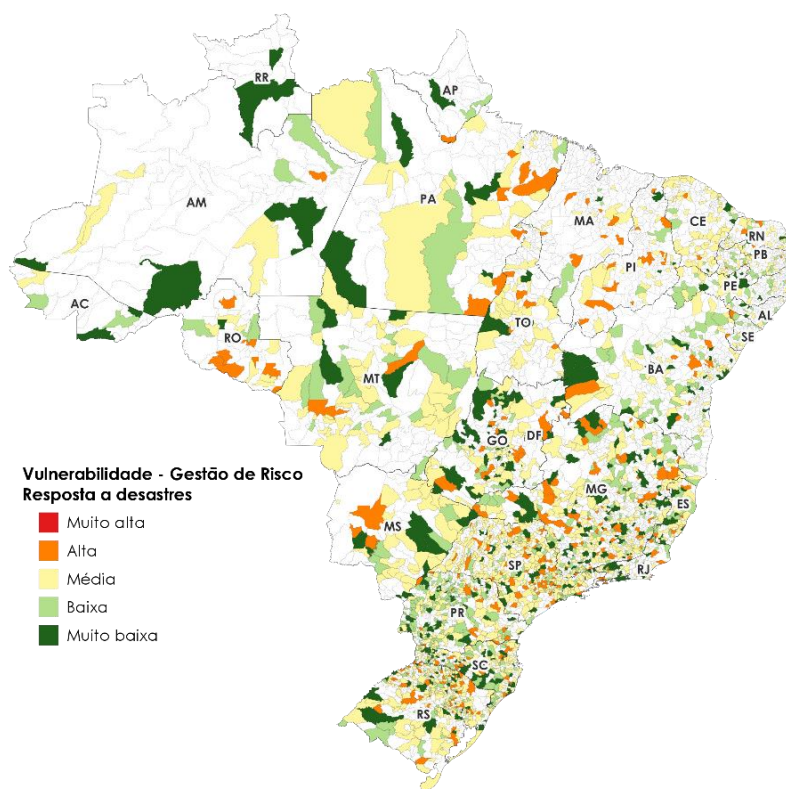 RR
AP
AM
PA
MA
CE
RN
PB
PI
PE
AL
AC
SE
TO
RO
BA
MT
GO
DF
Vulnerabilidade - Gestão de Risco
Resposta a desastres
Muito alta
Alta
Média
Baixa
Muito baixa
MG
ES
MS
SP
RJ
PR
SC
RS